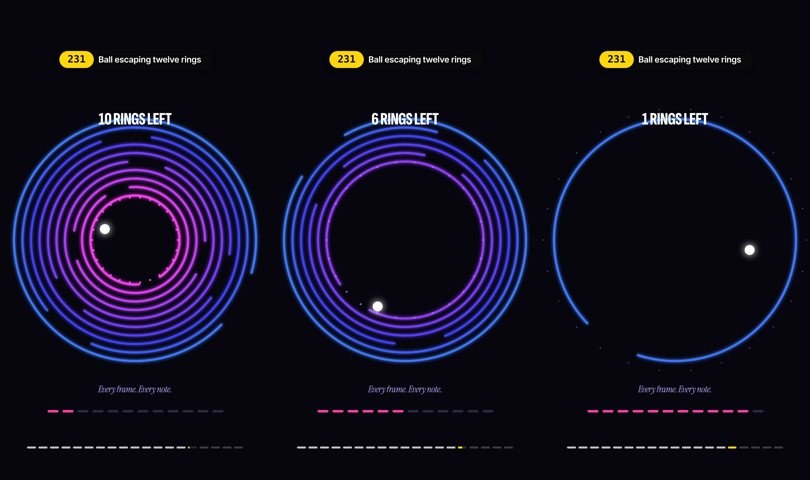 231 Ball escaping twelve rings
10 RINGS LEFT
Every frame. Every note.
231 Ball escaping twelve rings
6 RINGS LEFT
Every frame. Every note.
231 Ball escaping twelve rings
1 RINGS LEFT
Every frame. Every note.